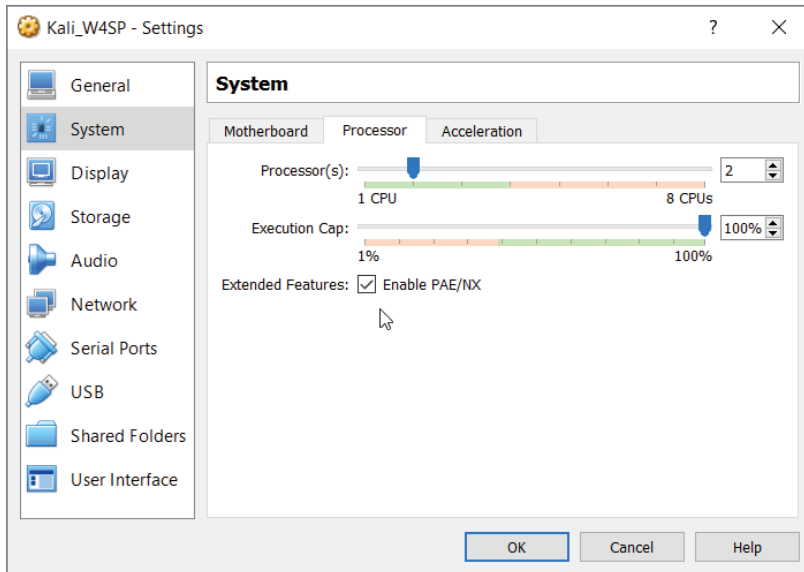 Kali_W4SP - Settings
?
General
System
Display
Storage
Audio
Network
Serial Ports
USB
Shared Folders
User Interface
System
Motherboard Processor Acceleration
Processor(s): 2
1 CPU 8 CPUs
Execution Cap: 100%
1% 100%
Extended Features: Enable PAE/NX
OK Cancel Help